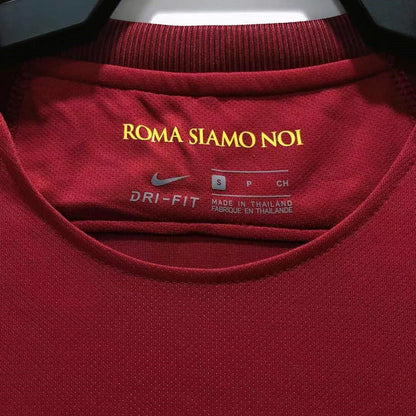 ROMA SIAMO NOI
S P CH
DRI-FIT
MADE IN THAILAND
FABRIQUE EN THAILANDE